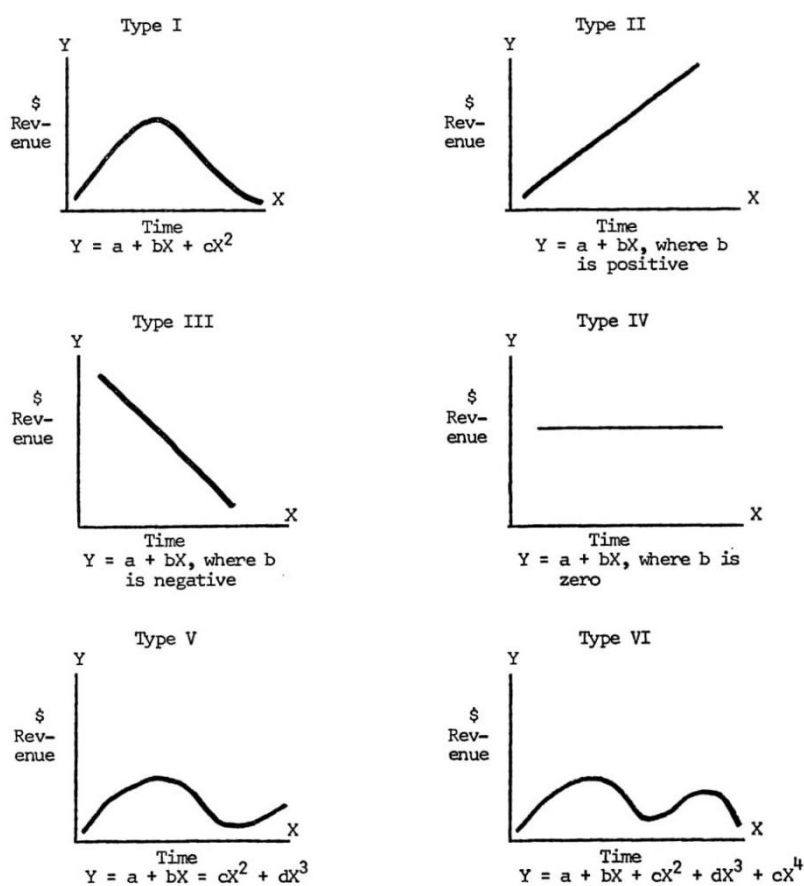 Type I
Y
$
Rev-
enue
X
Time
Y = a + bX + cX²
Type II
Y
$
Rev-
enue
X
Time
Y = a + bX, where b
is positive
Type III
Y
$
Rev-
enue
X
Time
Y = a + bX, where b
is negative
Type IV
Y
$
Rev-
enue
X
Time
Y = a + bX, where b is
zero
Type V
Y
$
Rev-
enue
X
Time
Y = a + bX = cX² + dX³
Type VI
Y
$
Rev-
enue
X
Time
Y = a + bX + cX² + dX³ + cX⁴